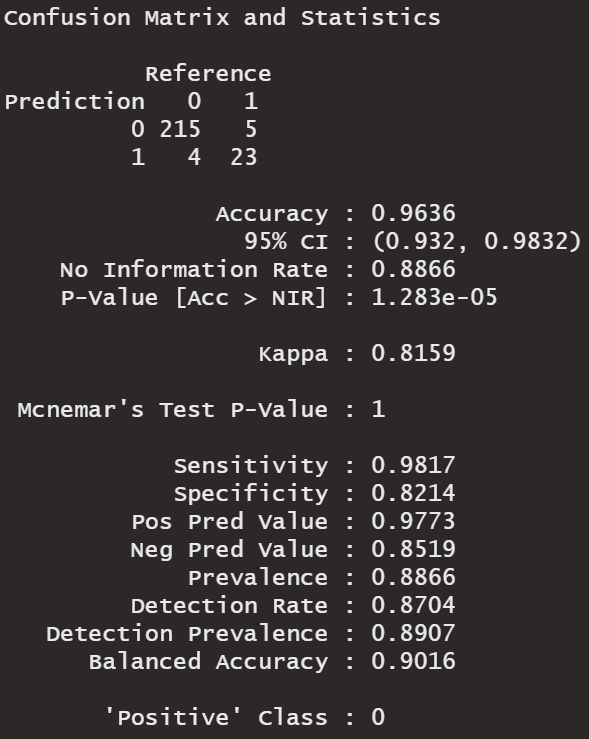 Confusion Matrix and Statistics
Reference
Prediction 0 1
0 215 5
1 4 23
Accuracy : 0.9636
95% CI : (0.932, 0.9832)
No Information Rate : 0.8866
P-Value [Acc > NIR] : 1.283e-05
Kappa : 0.8159
Mcnemar's Test P-Value : 1
Sensitivity : 0.9817
Specificity : 0.8214
Pos Pred Value : 0.9773
Neg Pred Value : 0.8519
Prevalence : 0.8866
Detection Rate : 0.8704
Detection Prevalence : 0.8907
Balanced Accuracy : 0.9016
'Positive' Class : 0